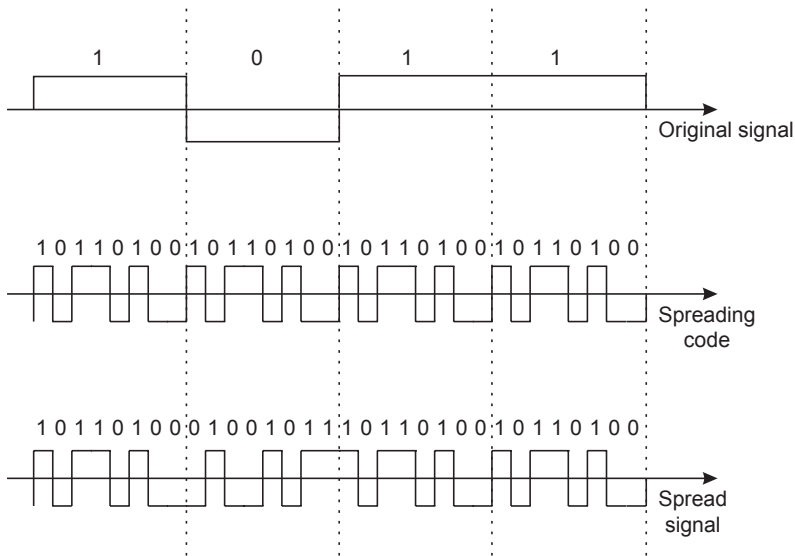 1 0 1 1
Original signal
1 0 1 1 0 1 0 0 1 0 1 1 0 1 0 0 1 0 1 1 0 1 0 0 1 0 1 1 0 1 0 0
Spreading
code
1 0 1 1 0 1 0 0 0 1 0 0 1 0 1 1 1 0 1 1 0 1 0 0 1 0 1 1 0 1 0 0
Spread
signal